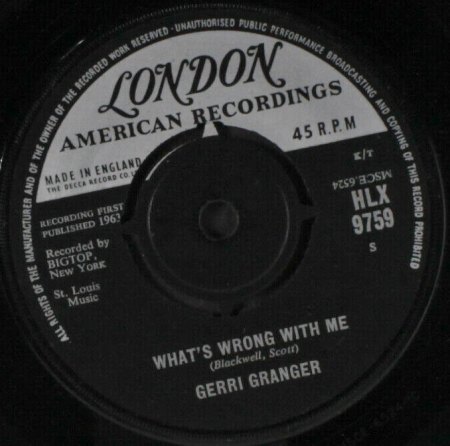 ALL RIGHTS OF THE MANUFACTURER AND OF THE OWNER OF THE RECORDED WORK RESERVED - UNAUTHORISED PUBLIC PERFORMANCE BROADCASTING AND COPYING OF THIS RECORD PROHIBITED
LONDON
AMERICAN RECORDINGS
45 R.P.M
MADE IN ENGLAND
THE DECCA RECORD CO. LTD
1/3
MSCE.6524
HLX
9759
S
RECORDING FIRST
PUBLISHED 1963
Recorded by
BIGTOP,
NEW YORK
St. Louis
Music
WHAT'S WRONG WITH ME
(Blackwell, Scott)
GERRI GRANGER